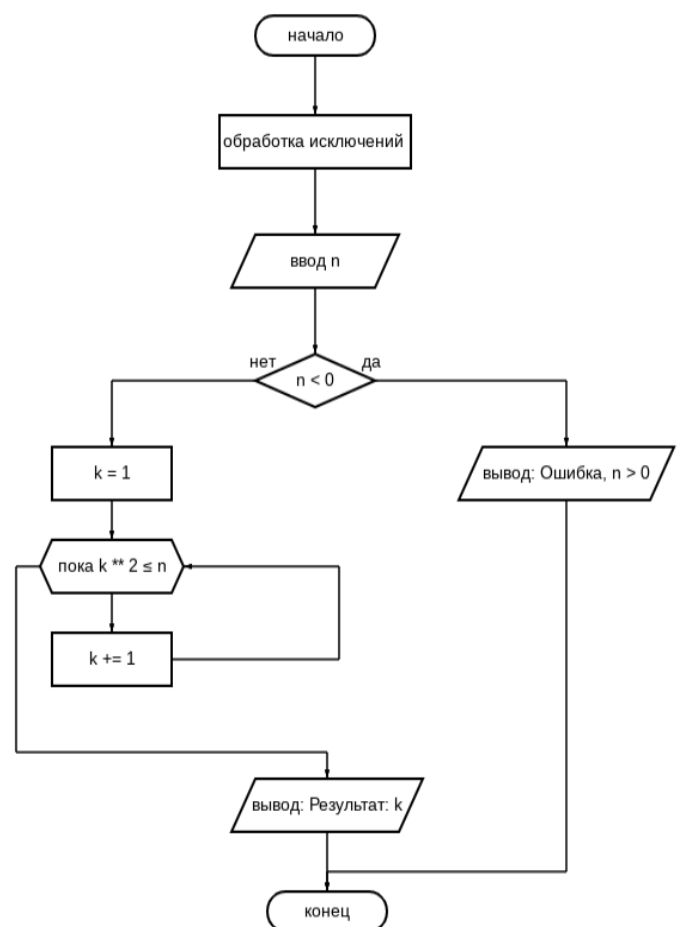 начало
обработка исключений
ввод n
нет
да
n < 0
k = 1
вывод: Ошибка, n > 0
пока k ** 2 ≤ n
k += 1
вывод: Результат: k
конец